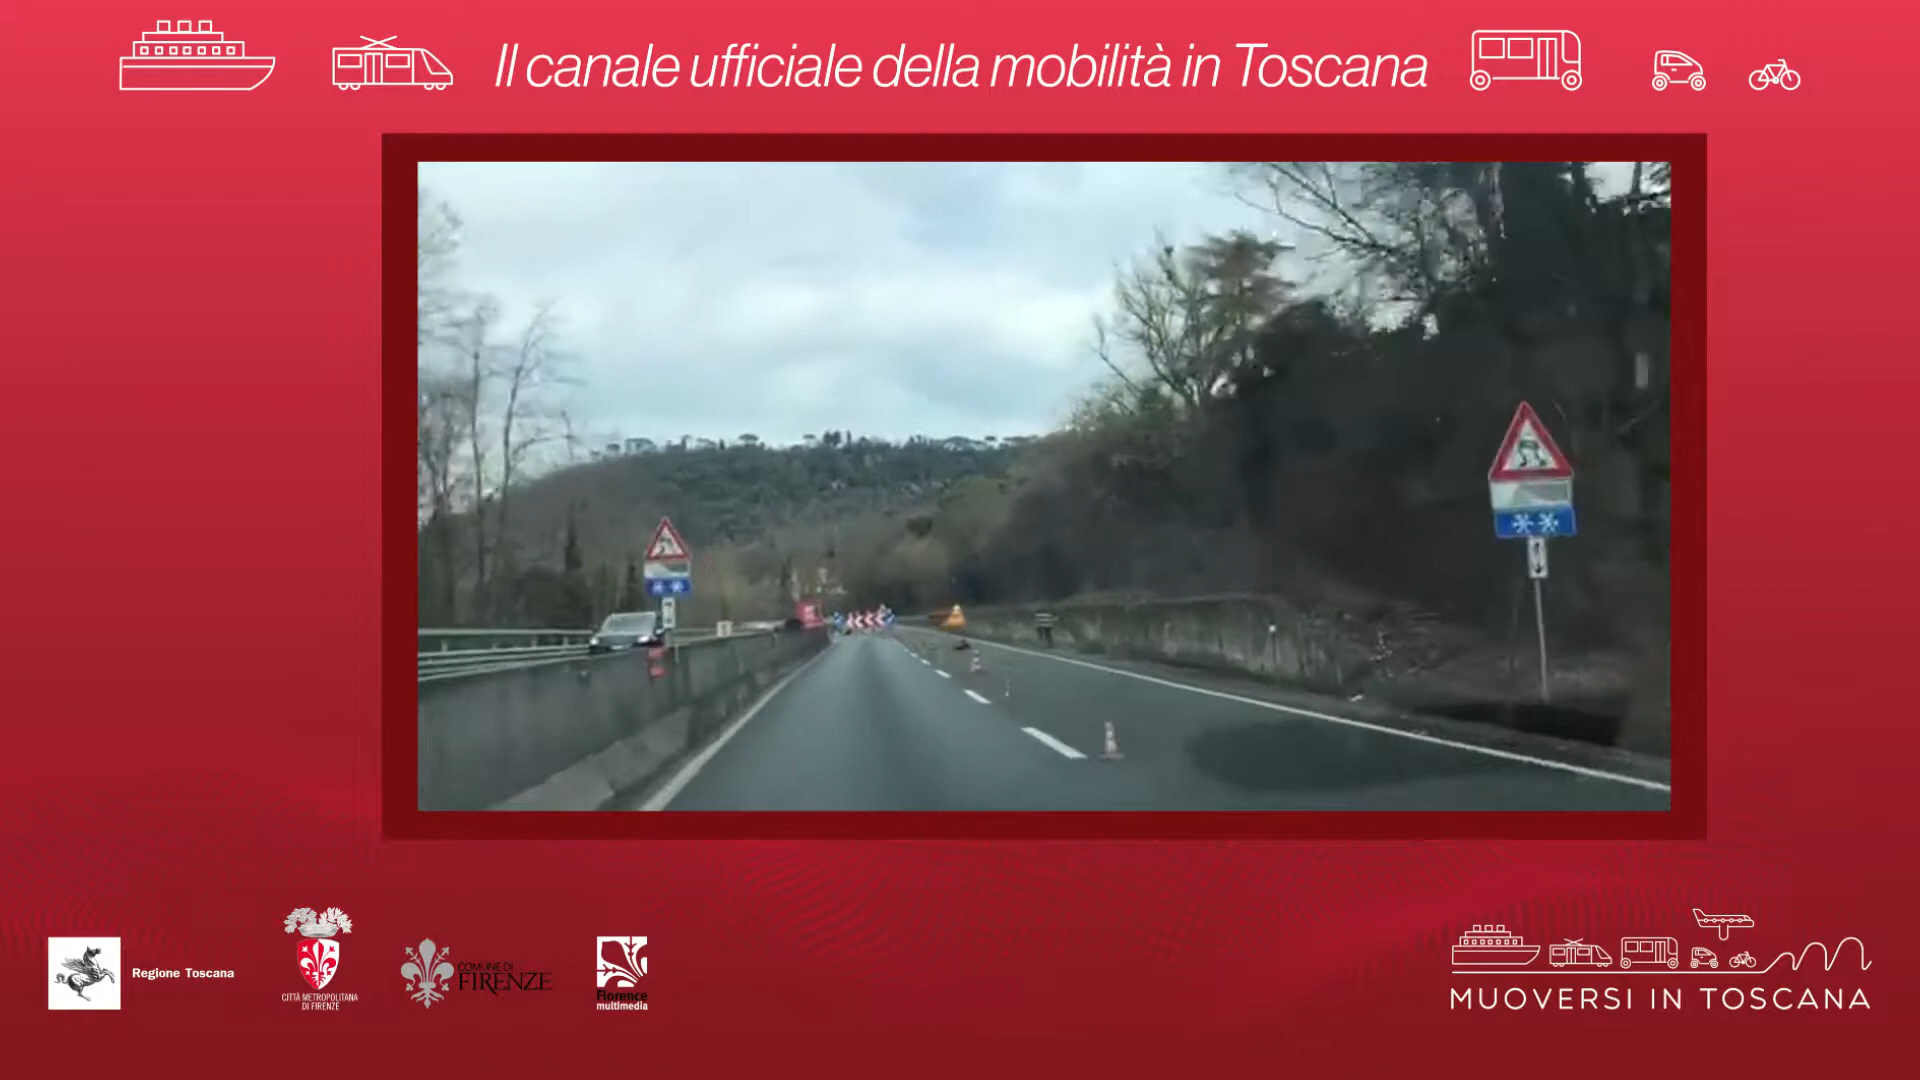 Il canale ufficiale della mobilità in Toscana
Regione Toscana
CITTÀ METROPOLITANA
DI FIRENZE
COMUNE DI
FIRENZE
Florence
multimedia
MUOVERSI IN TOSCANA